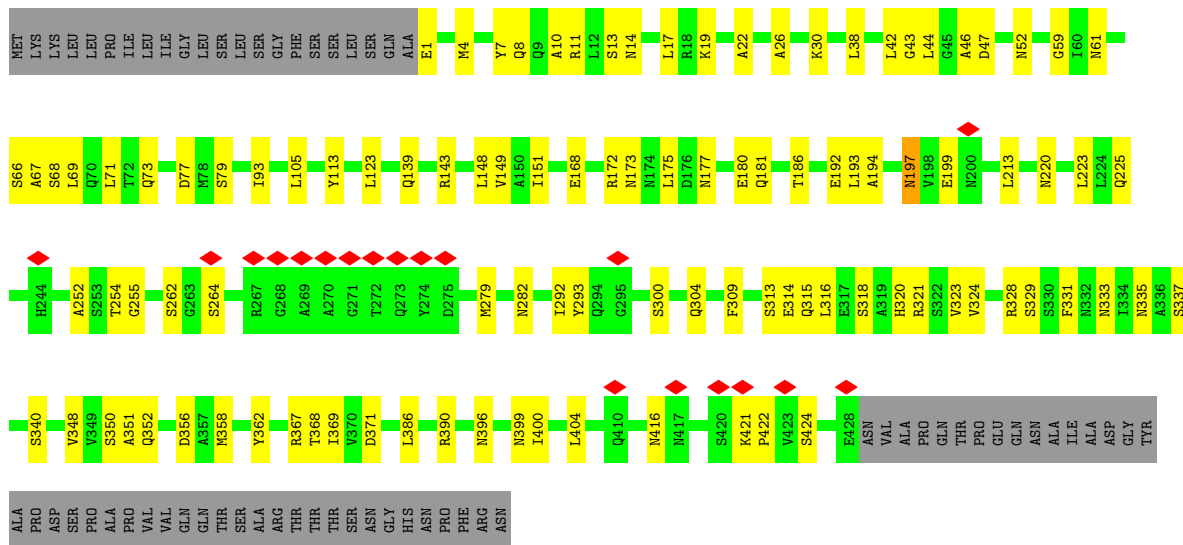 MET LYS LYS LEU LEU PRO ILE LEU ILE GLY LEU SER LEU SER GLY PHE SER SER LEU SER GLN ALA E1 M4 Y7 Q8 Q9 A10 R11 L12 S13 N14 L17 R18 K19 A22 A26 K30 L38 L42 G43 L44 G45 A46 D47 N52 G59 I60 N61
S66 A67 S68 L69 Q70 L71 T72 Q73 D77 M78 S79 I93 L105 Y113 L123 Q139 R143 L148 V149 A150 I151 E168 R172 N173 N174 L175 D176 N177 E180 Q181 T186 E192 L193 A194 N197 V198 E199 N200 L213 N220 L223 L224 Q225
H244 A252 S253 T254 G255 S262 G263 S264 R267 G268 A269 A270 G271 T272 Q273 Y274 D275 M279 N282 I292 Y293 Q294 G295 S300 Q304 F309 S313 E314 Q315 L316 E317 S318 A319 H320 R321 S322 V323 V324 R328 S329 S330 F331 N332 N333 I334 N335 A336 S337
S340 V348 V349 S350 A351 Q352 D356 A357 M358 Y362 R367 T368 I369 V370 D371 L386 R390 N396 N399 I400 L404 Q410 N416 N417 S420 K421 P422 V423 S424 E428 ASN VAL ALA PRO GLN THR PRO GLU GLN ASN ALA ILE ALA ASP GLY TYR
ALA PRO ASP SER PRO ALA PRO VAL VAL GLN GLN THR SER ALA ARG THR THR THR SER ASN GLY HIS ASN PRO PHE ARG ASN